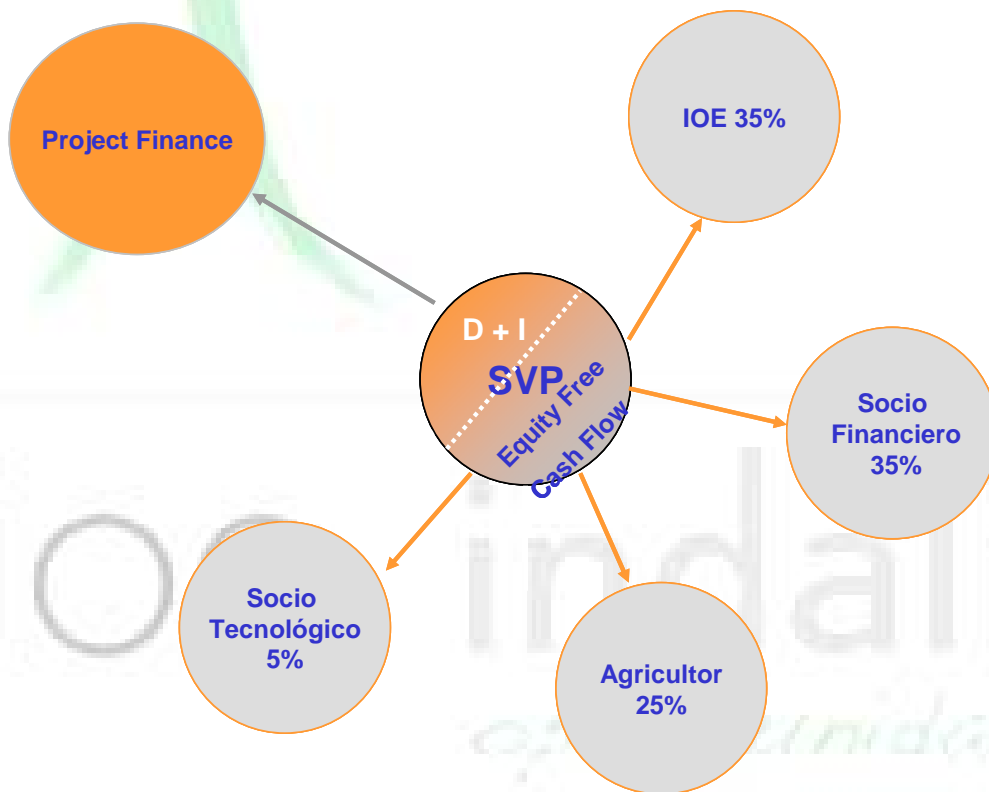 Project Finance
IOE 35%
D + I
SVP
Equity Free
Cash Flow
Socio
Financiero
35%
Socio
Tecnológico
5%
Agricultor
25%